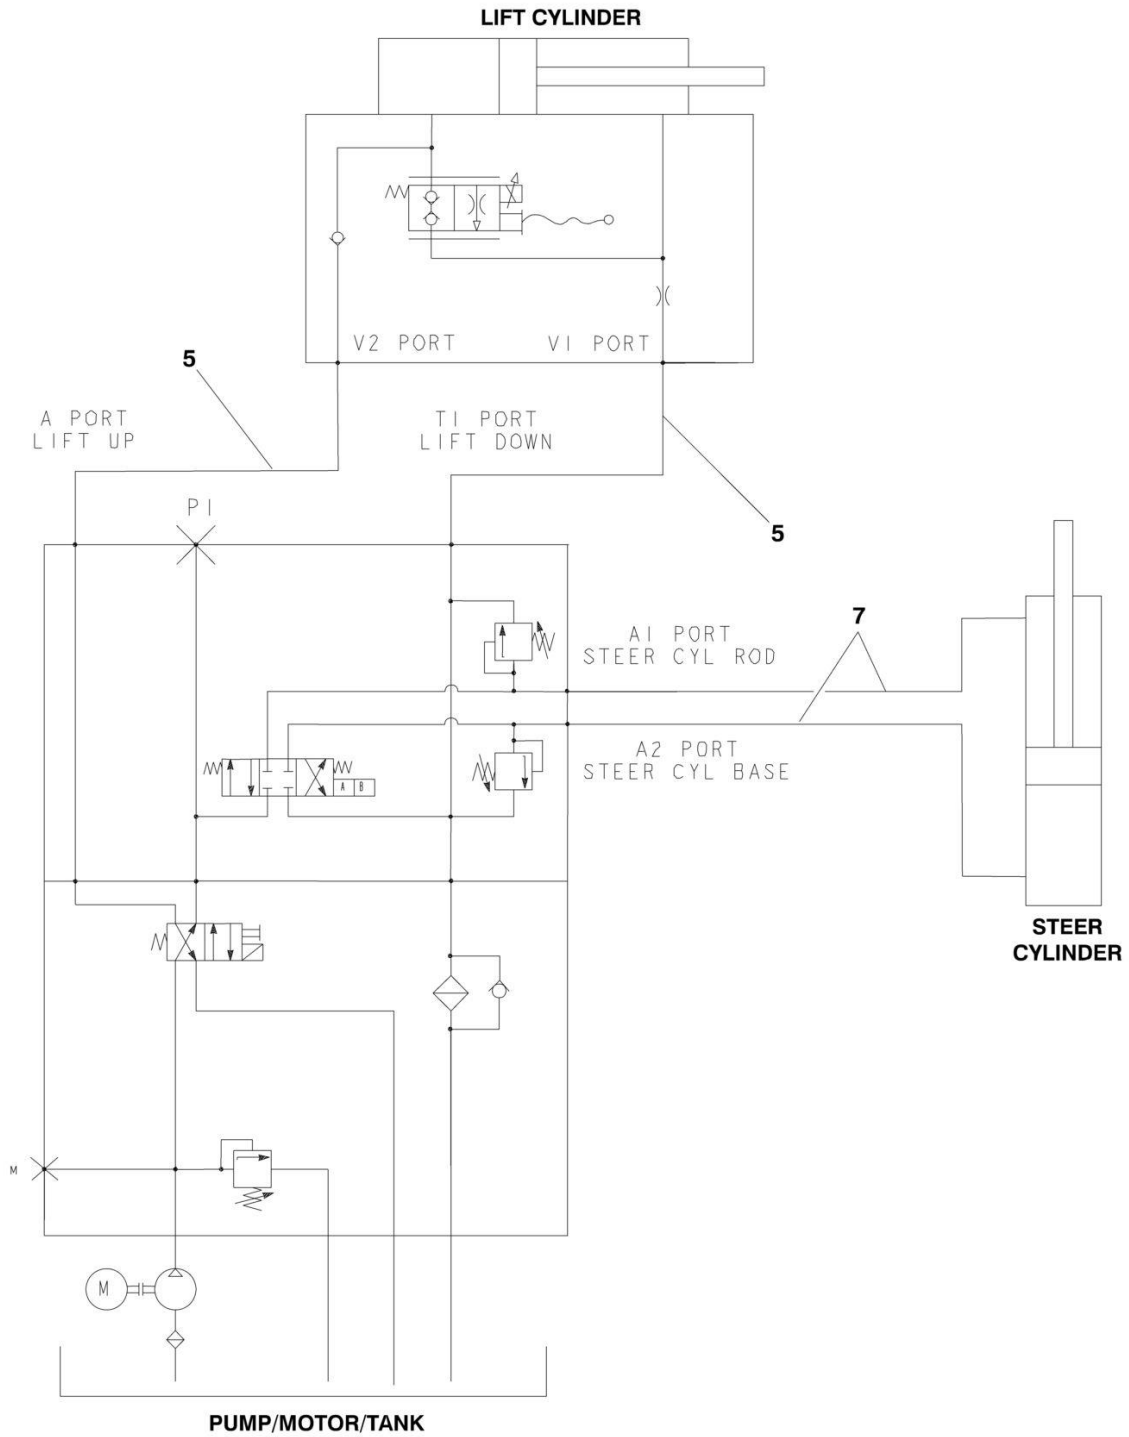 LIFT CYLINDER
V2 PORT
V1 PORT
5
A PORT
LIFT UP
T1 PORT
LIFT DOWN
P1
5
7
A1 PORT
STEER CYL ROD
A2 PORT
STEER CYL BASE
A B
STEER
CYLINDER
M
M
PUMP/MOTOR/TANK